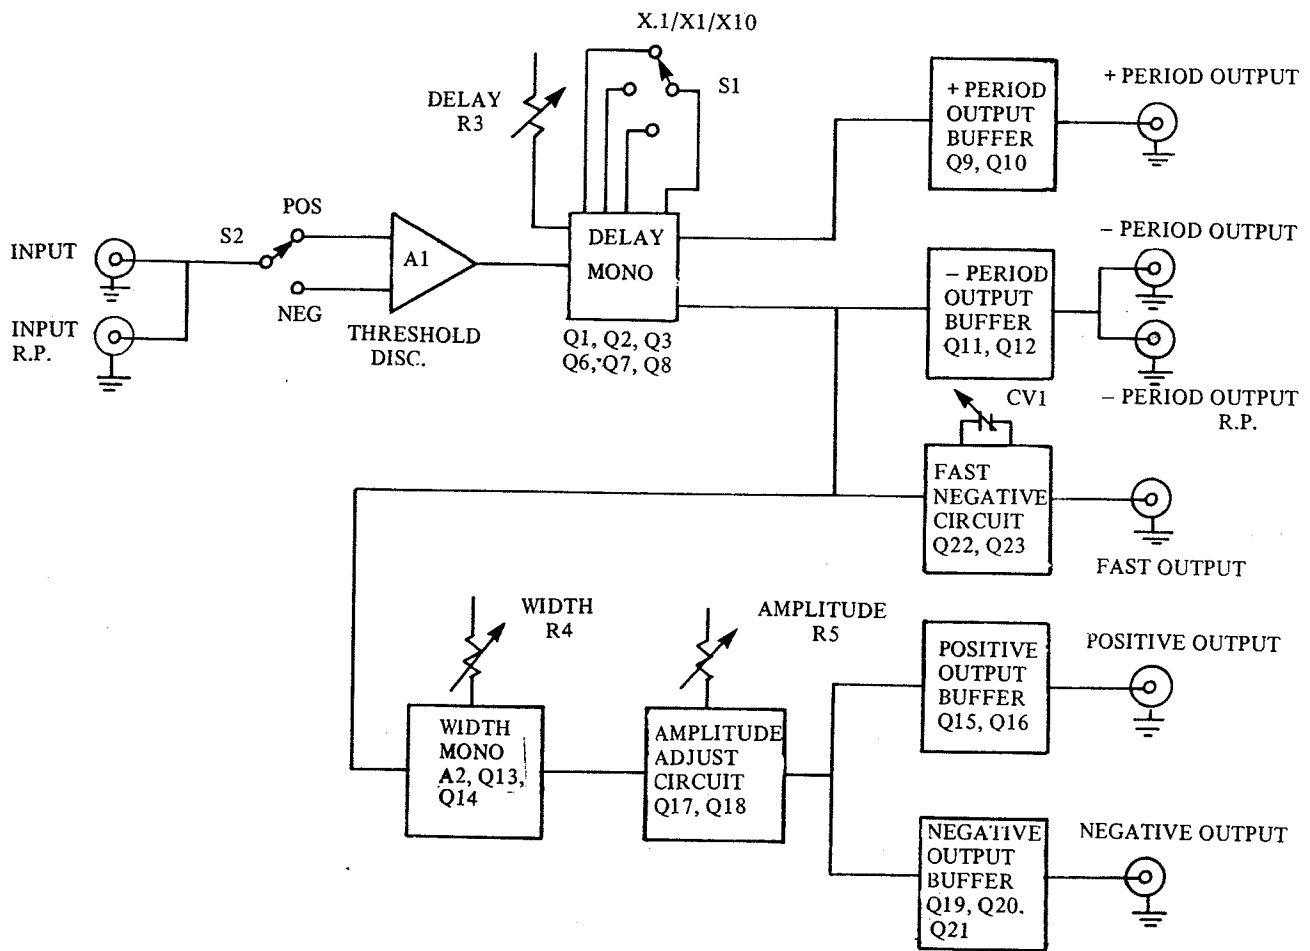 X.1/X1/X10
S1
DELAY
R3
+ PERIOD
OUTPUT
BUFFER
Q9, Q10
+ PERIOD OUTPUT
INPUT
INPUT
R.P.
S2
POS
NEG
A1
THRESHOLD
DISC.
DELAY
MONO
Q1, Q2, Q3
Q6, Q7, Q8
– PERIOD
OUTPUT
BUFFER
Q11, Q12
– PERIOD OUTPUT
– PERIOD OUTPUT
R.P.
CV1
FAST
NEGATIVE
CIRCUIT
Q22, Q23
FAST OUTPUT
WIDTH
R4
AMPLITUDE
R5
WIDTH
MONO
A2, Q13,
Q14
AMPLITUDE
ADJUST
CIRCUIT
Q17, Q18
POSITIVE
OUTPUT
BUFFER
Q15, Q16
POSITIVE OUTPUT
NEGATIVE
OUTPUT
BUFFER
Q19, Q20.
Q21
NEGATIVE OUTPUT